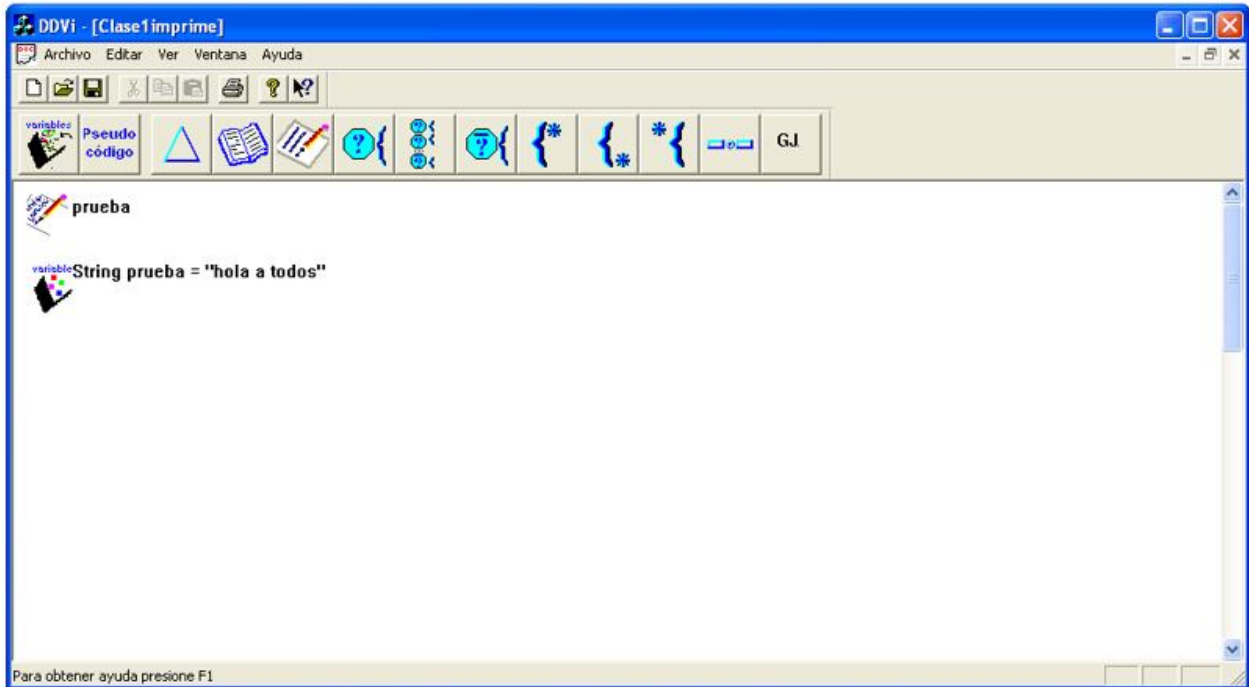 DDVi - [Clase1imprime]
Archivo Editar Ver Ventana Ayuda
variables
Pseudo código
GJ
prueba
variable
String prueba = "hola a todos"
Para obtener ayuda presione F1